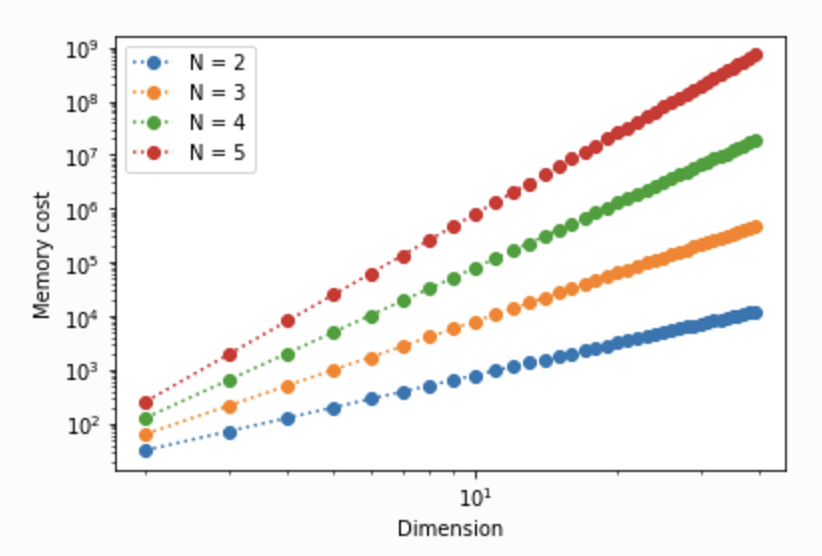 10⁹
10⁸
10⁷
10⁶
10⁵
10⁴
10³
10²
Memory cost
N = 2
N = 3
N = 4
N = 5
10¹
Dimension